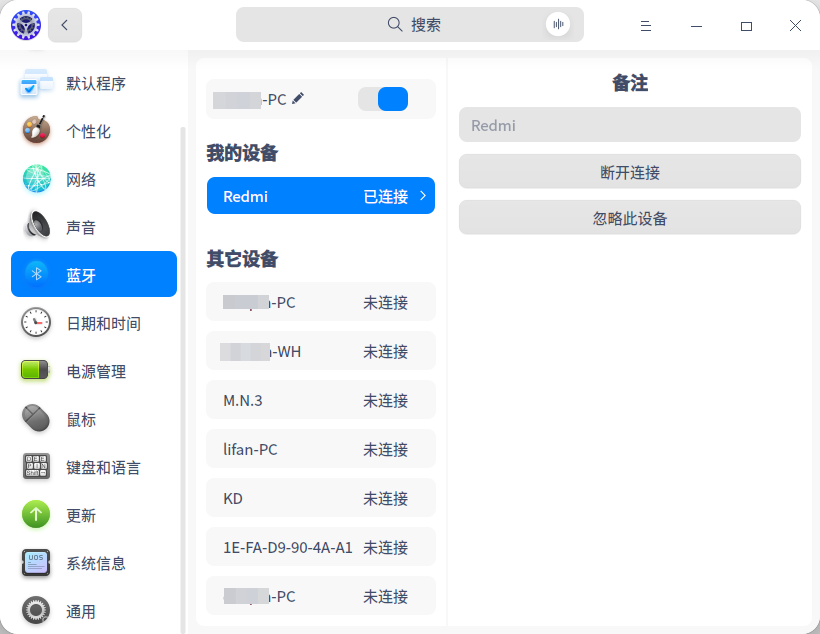 搜索
默认程序
个性化
网络
声音
蓝牙
日期和时间
电源管理
鼠标
键盘和语言
更新
系统信息
通用
-PC
我的设备
Redmi 已连接
其它设备
-PC 未连接
-WH 未连接
M.N.3 未连接
lifan-PC 未连接
KD 未连接
1E-FA-D9-90-4A-A1 未连接
-PC 未连接
备注
Redmi
断开连接
忽略此设备